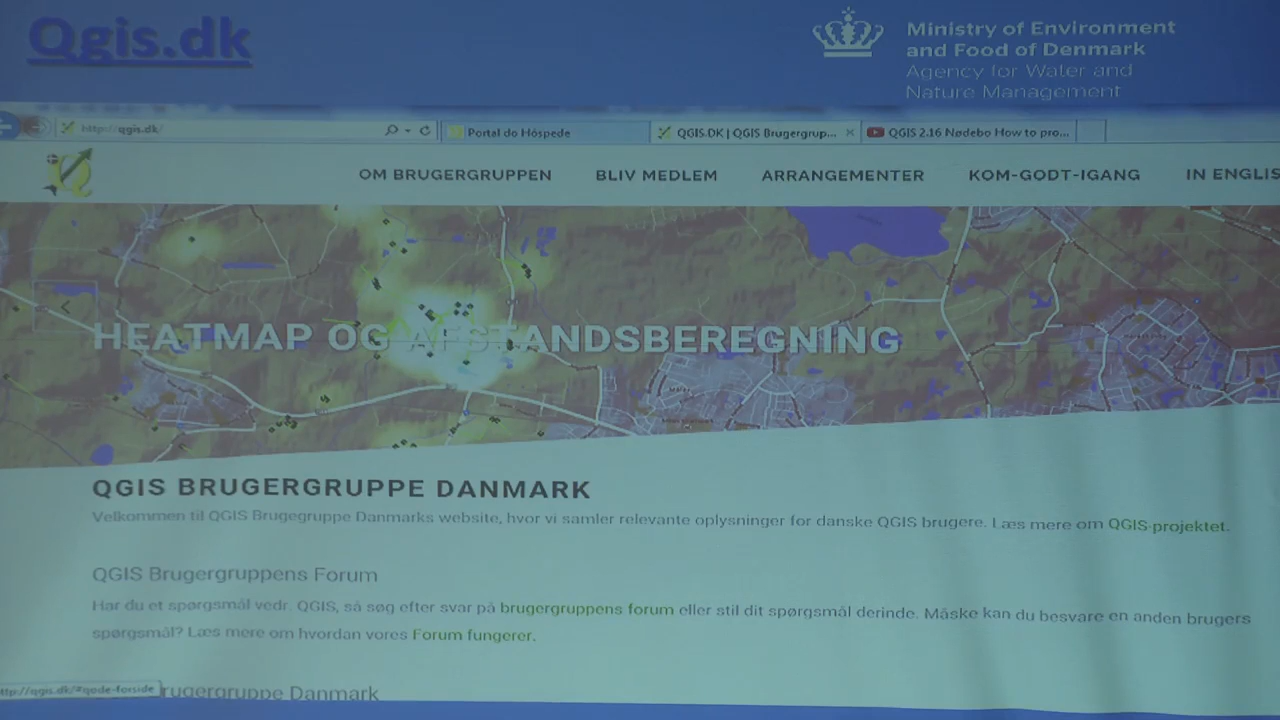 Qgis.dk
Ministry of Environment
and Food of Denmark
Agency for Water and
Nature Management
http://qgis.dk/
Portal do Hóspede
QGIS.DK | QGIS Brugergrup...
QGIS 2.16 Nødebo How to pro...
OM BRUGERGRUPPEN BLIV MEDLEM ARRANGEMENTER KOM-GODT-IGANG IN ENGLIS
HEATMAP OG AFSTANDSBEREGNING
QGIS BRUGERGRUPPE DANMARK
Velkommen til QGIS Brugegruppe Danmarks website, hvor vi samler relevante oplysninger for danske QGIS brugere. Læs mere om QGIS-projektet.
QGIS Brugergruppens Forum
Har du et spørgsmål vedr. QGIS, så søg efter svar på brugergruppens forum eller stil dit spørgsmål derinde. Måske kan du besvare en anden brugers
spørgsmål? Læs mere om hvordan vores Forum fungerer.
ttp://qgis.dk/#qode-forside
rugergruppe Danmark